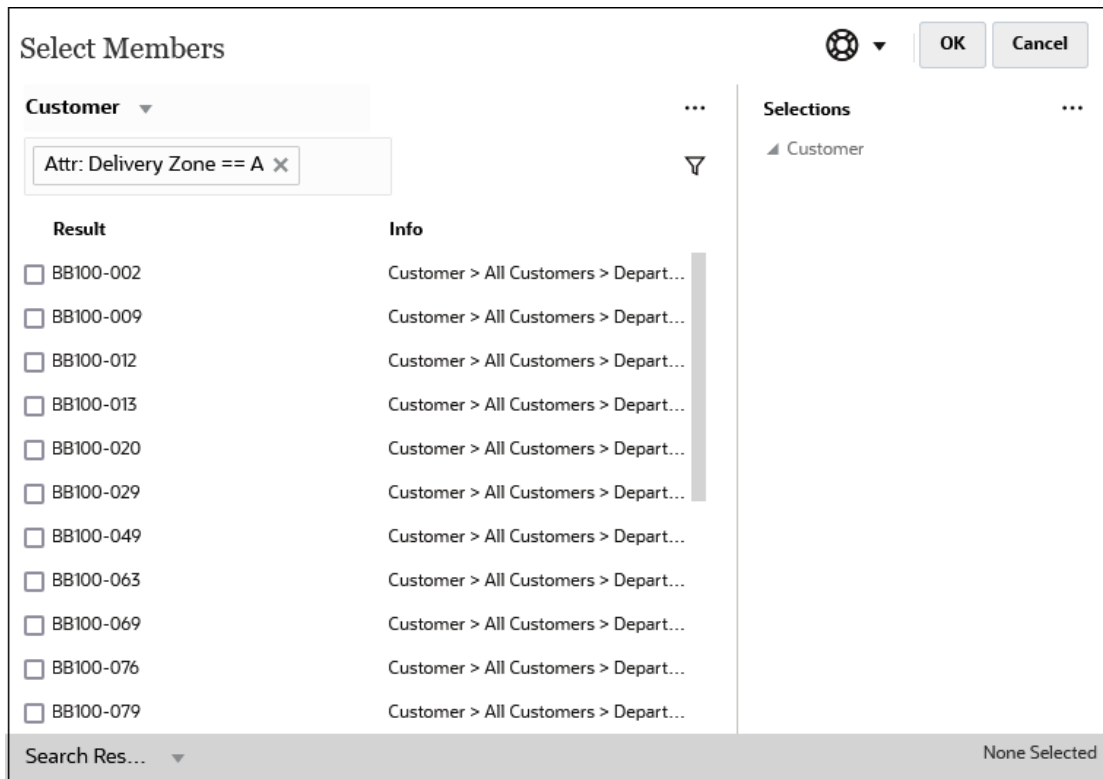 Select Members
OK
Cancel
Customer
...
Selections
...
Attr: Delivery Zone == A
Customer
Result Info
BB100-002 Customer > All Customers > Depart...
BB100-009 Customer > All Customers > Depart...
BB100-012 Customer > All Customers > Depart...
BB100-013 Customer > All Customers > Depart...
BB100-020 Customer > All Customers > Depart...
BB100-029 Customer > All Customers > Depart...
BB100-049 Customer > All Customers > Depart...
BB100-063 Customer > All Customers > Depart...
BB100-069 Customer > All Customers > Depart...
BB100-076 Customer > All Customers > Depart...
BB100-079 Customer > All Customers > Depart...
Search Res...
None Selected